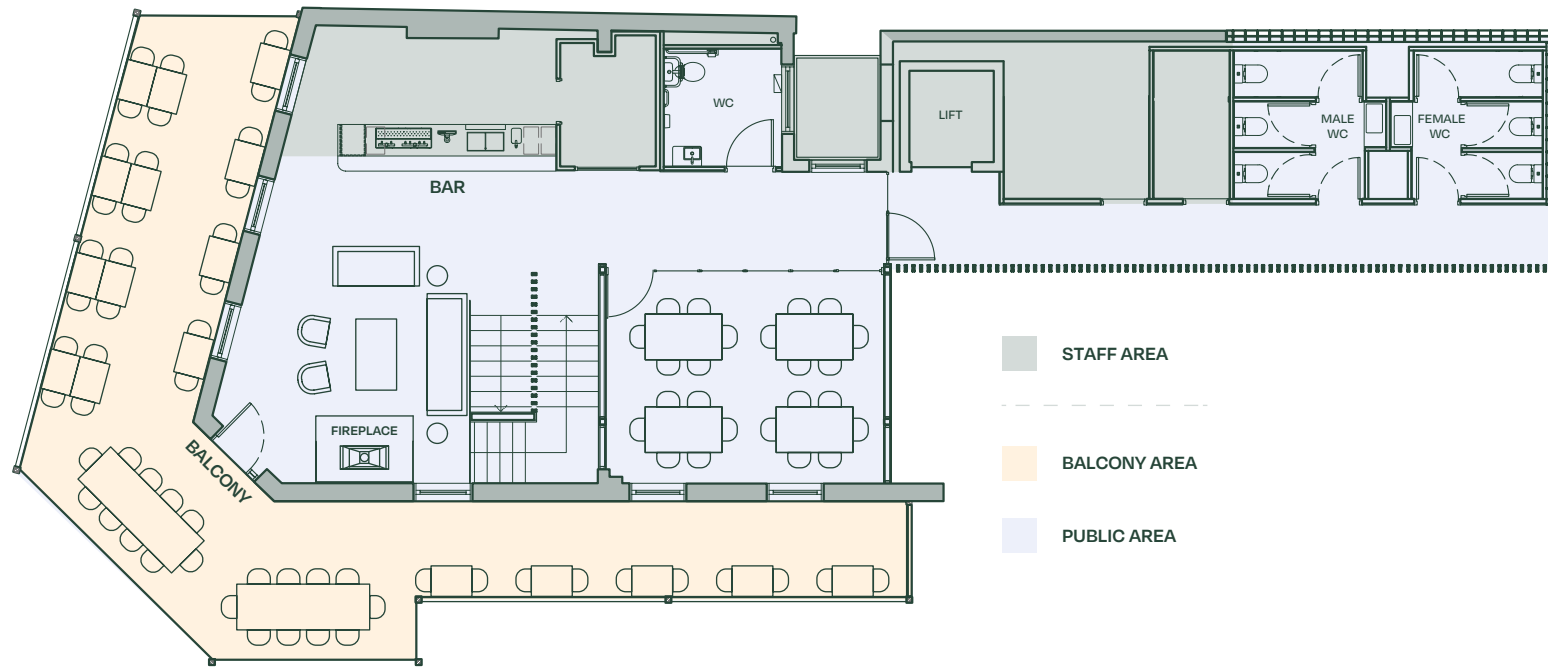 WC
LIFT
MALE
WC
FEMALE
WC
BAR
FIREPLACE
BALCONY
STAFF AREA
BALCONY AREA
PUBLIC AREA